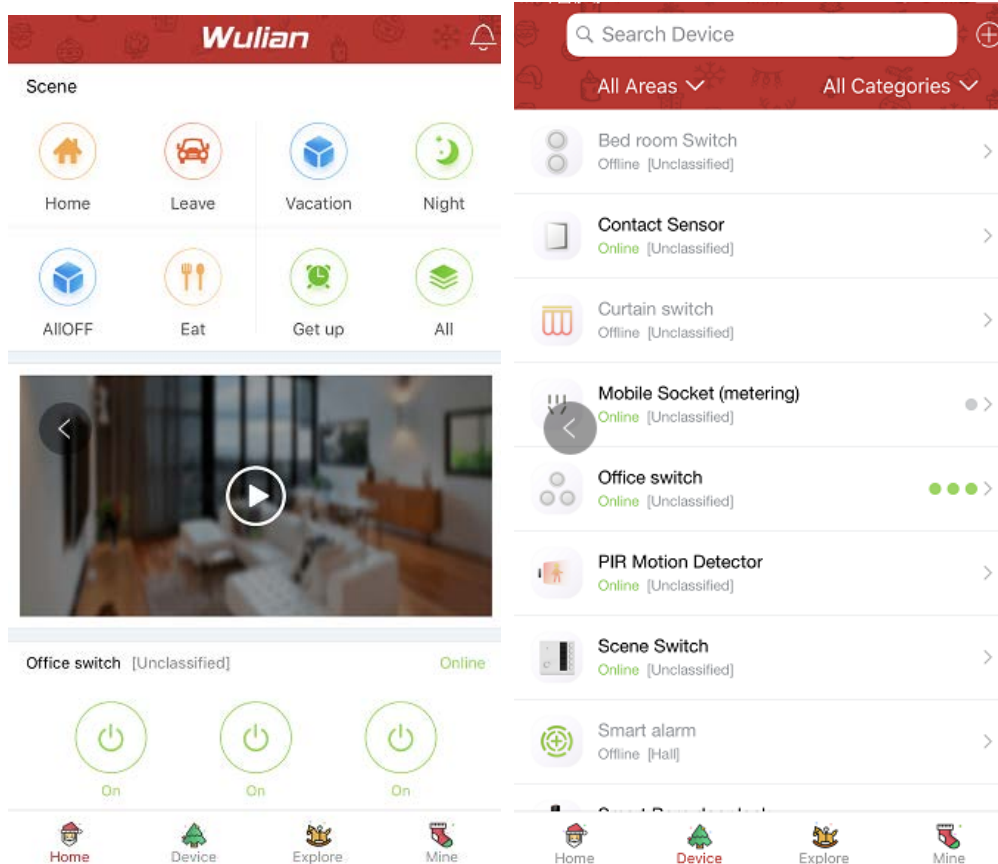 Wulian
Scene
Home Leave Vacation Night
AllOFF Eat Get up All
Office switch [Unclassified] Online
On On On
Home Device Explore Mine
Search Device
All Areas All Categories
Bed room Switch
Offline [Unclassified]
Contact Sensor
Online [Unclassified]
Curtain switch
Offline [Unclassified]
Mobile Socket (metering)
Online [Unclassified]
Office switch
Online [Unclassified]
PIR Motion Detector
Online [Unclassified]
Scene Switch
Online [Unclassified]
Smart alarm
Offline [Hall]
Home Device Explore Mine